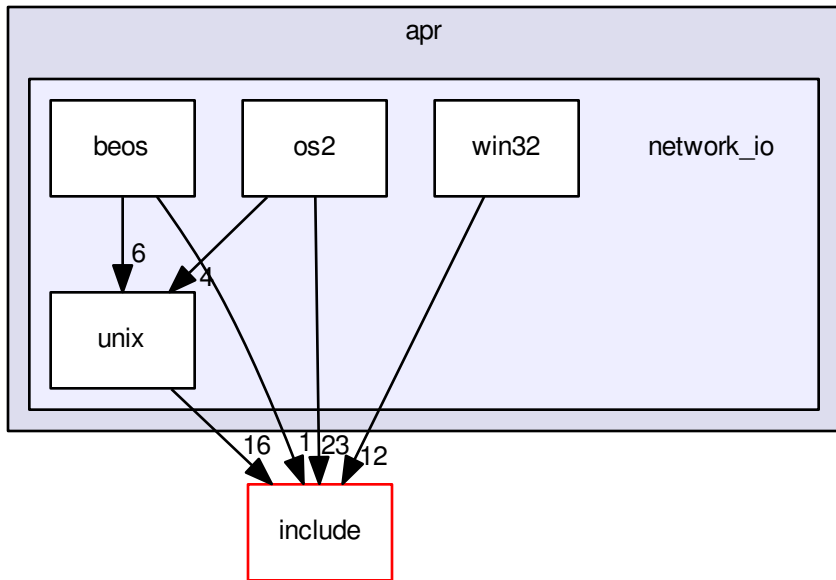 apr
beos os2 win32 network_io
6
4
unix
16 1 23 12
include